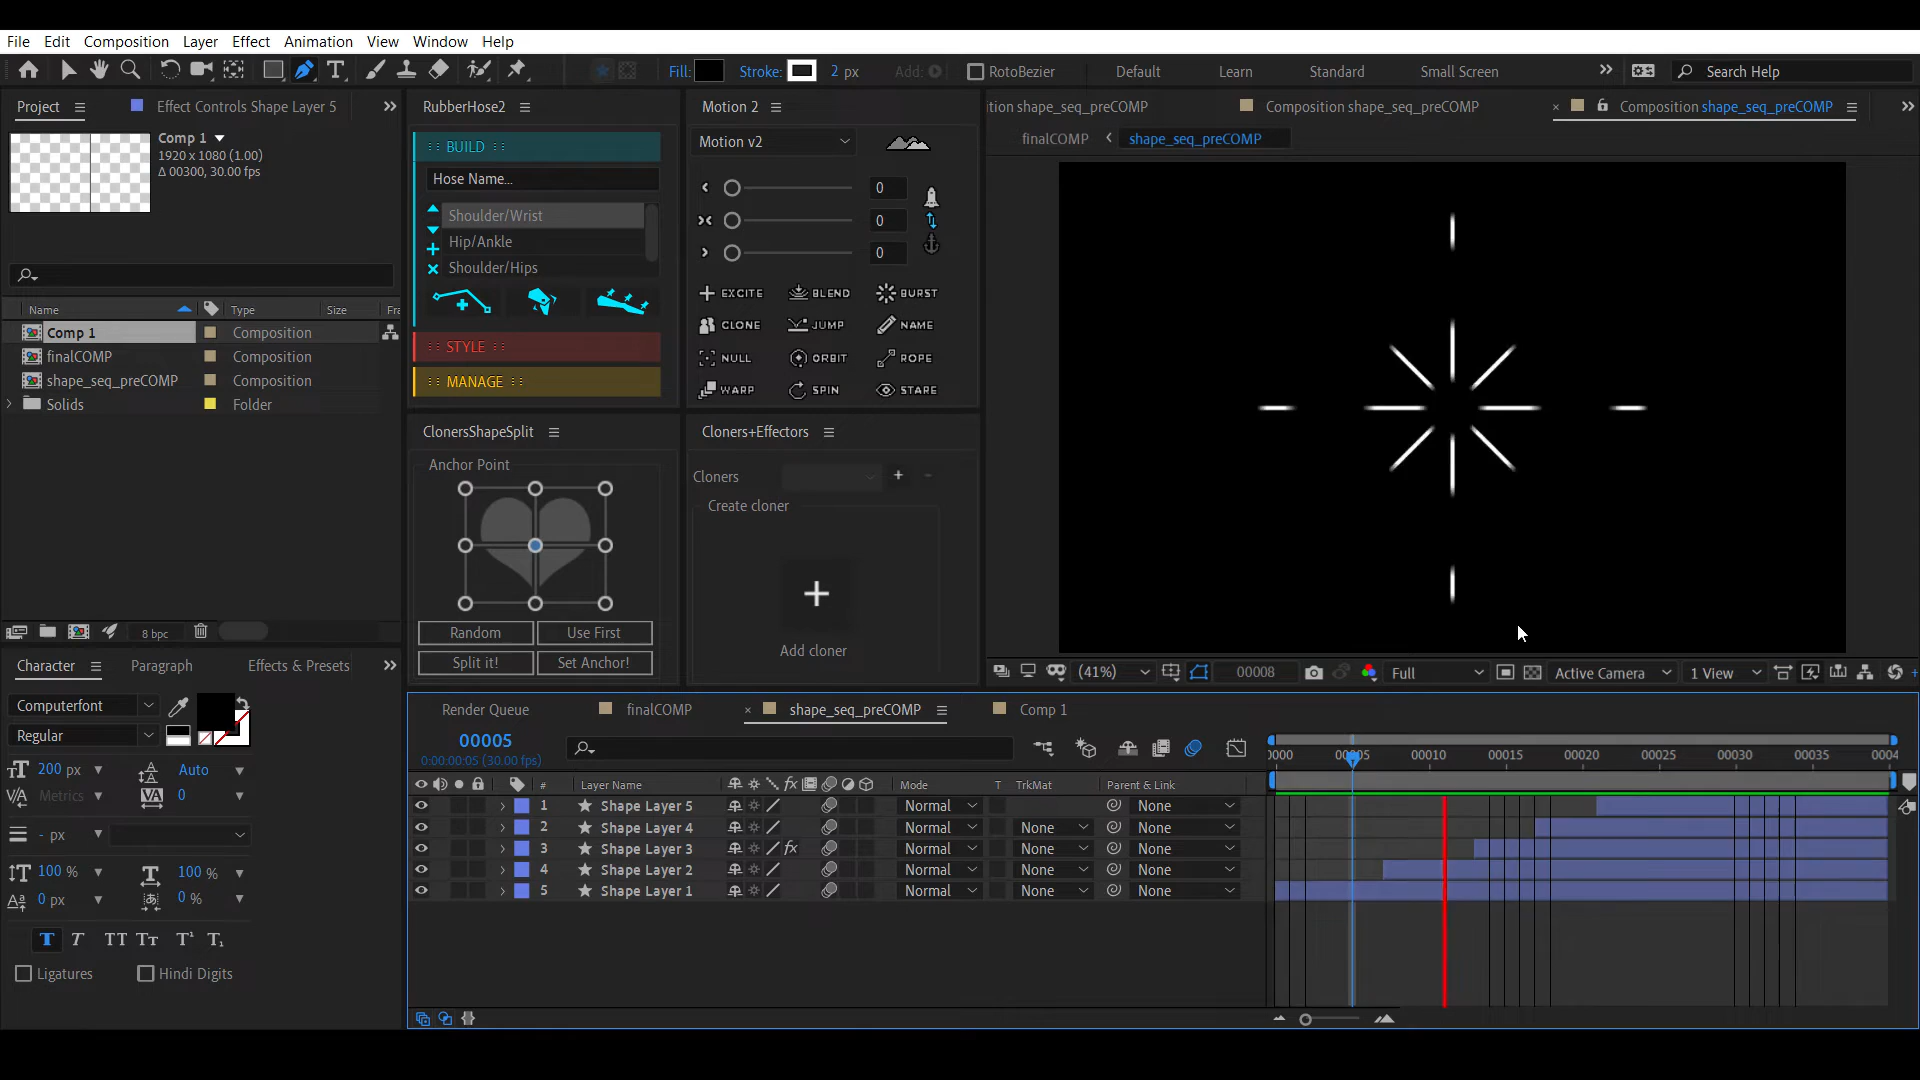 File Edit Composition Layer Effect Animation View Window Help
Fill: Stroke: 2 px Add: RotoBezier Default Learn Standard Small Screen Search Help
Project Effect Controls Shape Layer 5
RubberHose2
Motion 2
ition shape_seq_preCOMP Composition shape_seq_preCOMP Composition shape_seq_preCOMP
finalCOMP shape_seq_preCOMP
Comp 1
1920 x 1080 (1.00)
Δ 00300, 30.00 fps
Name Type Size Fra
Comp 1 Composition
finalCOMP Composition
shape_seq_preCOMP Composition
Solids Folder
8 bpc
:: BUILD ::
Hose Name...
Shoulder/Wrist
Hip/Ankle
Shoulder/Hips
:: STYLE ::
:: MANAGE ::
Motion v2
0
0
0
EXCITE BLEND BURST
CLONE JUMP NAME
NULL ORBIT ROPE
WARP SPIN STARE
ClonersShapeSplit
Anchor Point
Random Use First
Split it! Set Anchor!
Cloners+Effectors
Cloners + -
Create cloner
Add cloner
(41%) 00008 Full Active Camera 1 View
Character Paragraph Effects & Presets
Computerfont
Regular
200 px Auto
Metrics 0
- px
100 % 100 %
0 px 0 %
T T TT Tт T¹ T₁
Ligatures Hindi Digits
Render Queue finalCOMP shape_seq_preCOMP Comp 1
00005
0:00:00:05 (30.00 fps)
0000 00005 00010 00015 00020 00025 00030 00035 0004
# Layer Name fx Mode T TrkMat Parent & Link
1 Shape Layer 5 Normal None
2 Shape Layer 4 Normal None None
3 Shape Layer 3 fx Normal None None
4 Shape Layer 2 Normal None None
5 Shape Layer 1 Normal None None